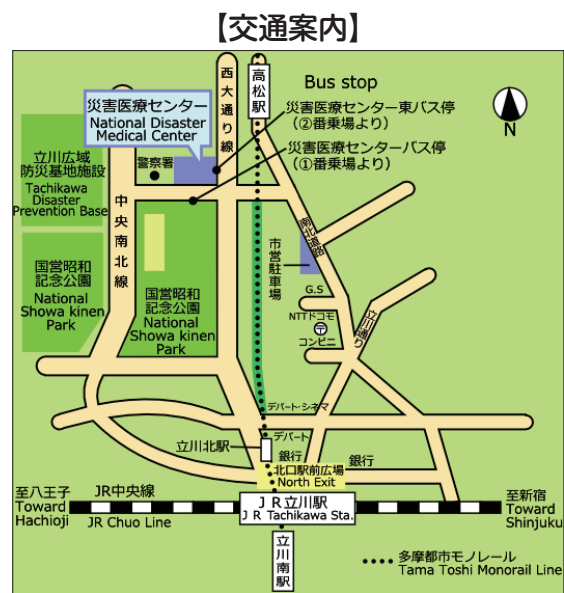 【交通案内】
高松駅
Bus stop
西大通り線
災害医療センター
National Disaster
Medical Center
災害医療センター東バス停
（②番乗場より）
災害医療センターバス停
（①番乗場より）
N
立川広域
防災基地施設
Tachikawa
Disaster
Prevention Base
警察署
中央南北線
南北道路
市営駐車場
国営昭和
記念公園
National
Showa kinen
Park
国営昭和
記念公園
National
Showa kinen
Park
G.S
NTTドコモ
〒
コンビニ
立川通り
デパート・シネマ
デパート
立川北駅
銀行
銀行
北口駅前広場
North Exit
至八王子
Toward
Hachioji
JR中央線
JR Chuo Line
ＪＲ立川駅
J R Tachikawa Sta.
至新宿
Toward
Shinjuku
立川南駅
多摩都市モノレール
Tama Toshi Monorail Line